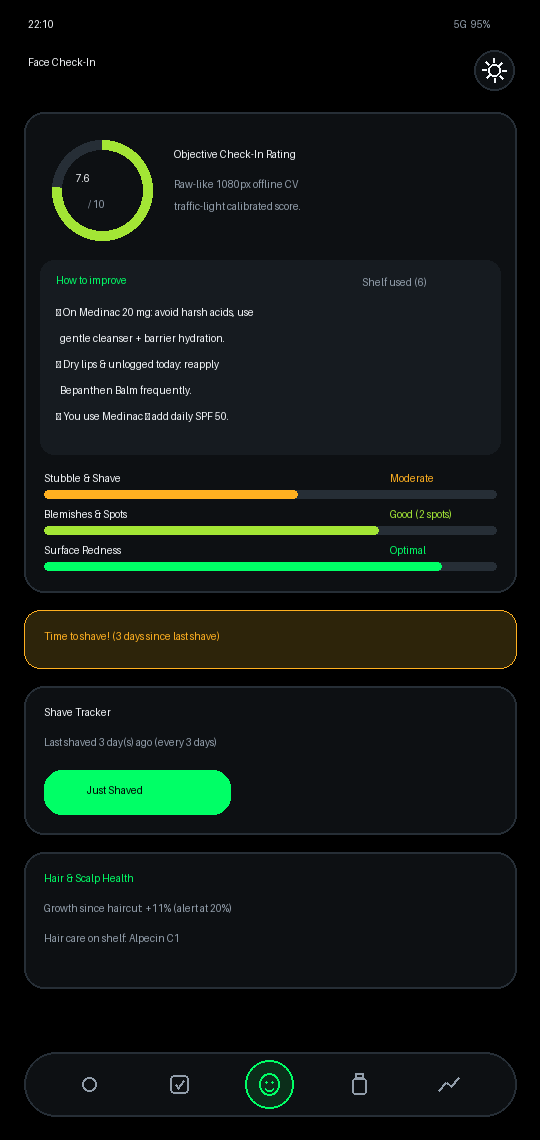 22:10
5G 95%
Face Check-In
7.6
/ 10
Objective Check-In Rating
Raw-like 1080px offline CV
traffic-light calibrated score.
How to improve
Shelf used (6)
On Medinac 20 mg: avoid harsh acids, use
gentle cleanser + barrier hydration.
Dry lips & unlogged today: reapply
Bepanthen Balm frequently.
You use Medinac add daily SPF 50.
Stubble & Shave
Moderate
Blemishes & Spots
Good (2 spots)
Surface Redness
Optimal
Time to shave! (3 days since last shave)
Shave Tracker
Last shaved 3 day(s) ago (every 3 days)
Just Shaved
Hair & Scalp Health
Growth since haircut: +11% (alert at 20%)
Hair care on shelf: Alpecin C1